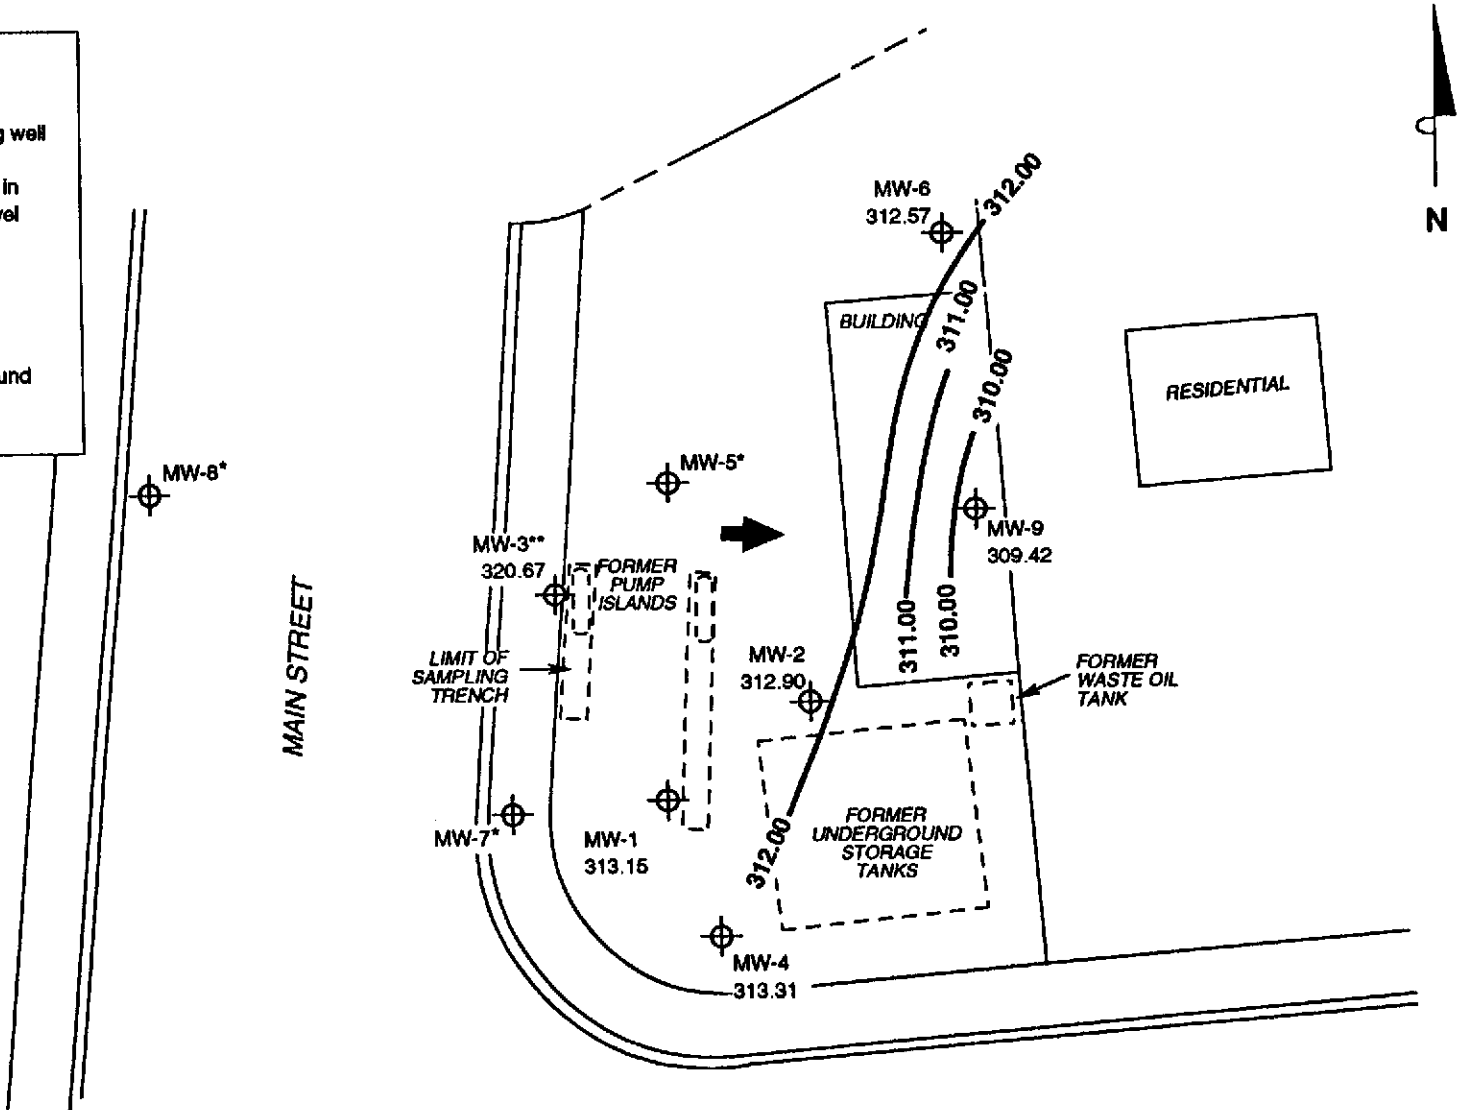 g well
in
vel
und
N
312.00
MW-6
312.57
311.00
BUILDING
310.00
RESIDENTIAL
MW-8*
MW-5*
MW-3**
320.67
MW-9
309.42
FORMER
PUMP
ISLANDS
MAIN STREET
LIMIT OF
SAMPLING
TRENCH
311.00
310.00
MW-2
312.90
FORMER
WASTE OIL
TANK
MW-7*
MW-1
313.15
312.00
FORMER
UNDERGROUND
STORAGE
TANKS
MW-4
313.31